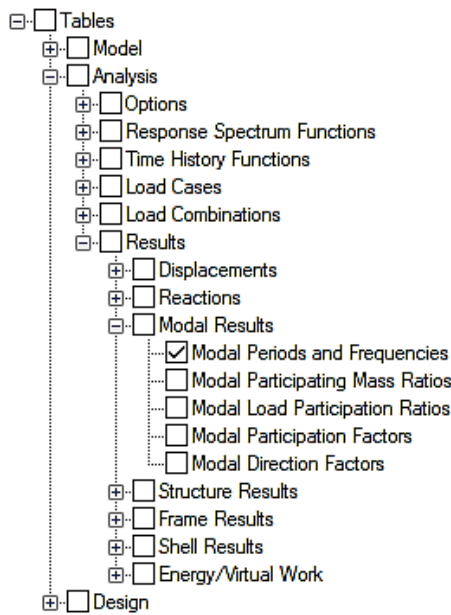 Tables
Model
Analysis
Options
Response Spectrum Functions
Time History Functions
Load Cases
Load Combinations
Results
Displacements
Reactions
Modal Results
Modal Periods and Frequencies
Modal Participating Mass Ratios
Modal Load Participation Ratios
Modal Participation Factors
Modal Direction Factors
Structure Results
Frame Results
Shell Results
Energy/Virtual Work
Design